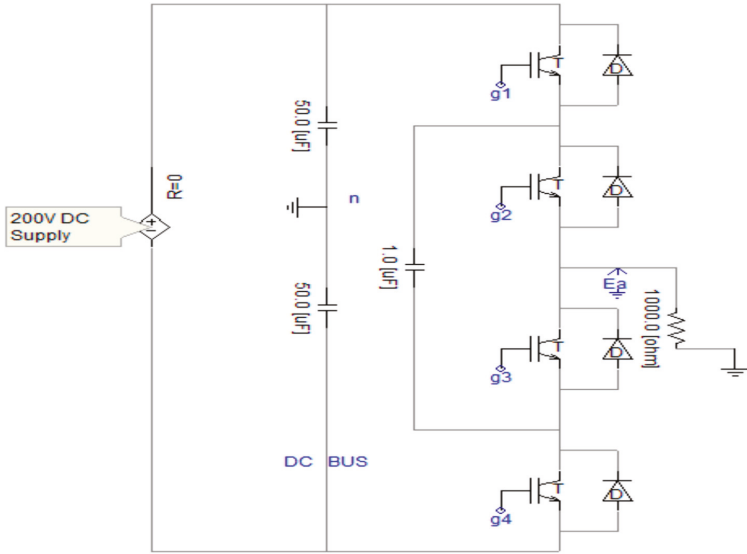 T
D
g1
50.0 [uF]
R=0
n
200V DC
Supply
T
D
g2
1.0 [uF]
Ea
50.0 [uF]
1000.0 [ohm]
T
D
g3
DC BUS
T
D
g4